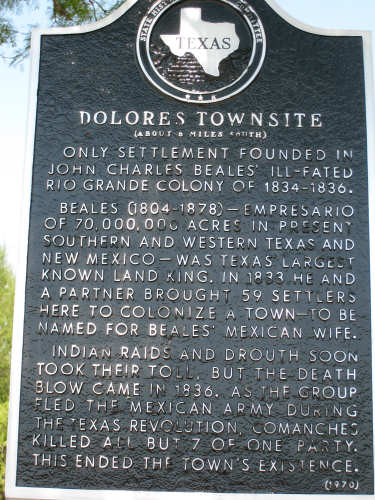 TEXAS
DOLORES TOWNSITE
(ABOUT 6 MILES SOUTH)
ONLY SETTLEMENT FOUNDED IN
JOHN CHARLES BEALES' ILL-FATED
RIO GRANDE COLONY OF 1834-1836.
BEALES (1804-1878)—EMPRESARIO
OF 70,000,000 ACRES IN PRESENT
SOUTHERN AND WESTERN TEXAS AND
NEW MEXICO—WAS TEXAS' LARGEST
KNOWN LAND KING. IN 1833 HE AND
A PARTNER BROUGHT 59 SETTLERS
HERE TO COLONIZE A TOWN—TO BE
NAMED FOR BEALES' MEXICAN WIFE.
INDIAN RAIDS AND DROUTH SOON
TOOK THEIR TOLL, BUT THE DEATH
BLOW CAME IN 1836. AS THE GROUP
FLED THE MEXICAN ARMY DURING
THE TEXAS REVOLUTION, COMANCHES
KILLED ALL BUT 7 OF ONE PARTY.
THIS ENDED THE TOWN'S EXISTENCE.
(1970)